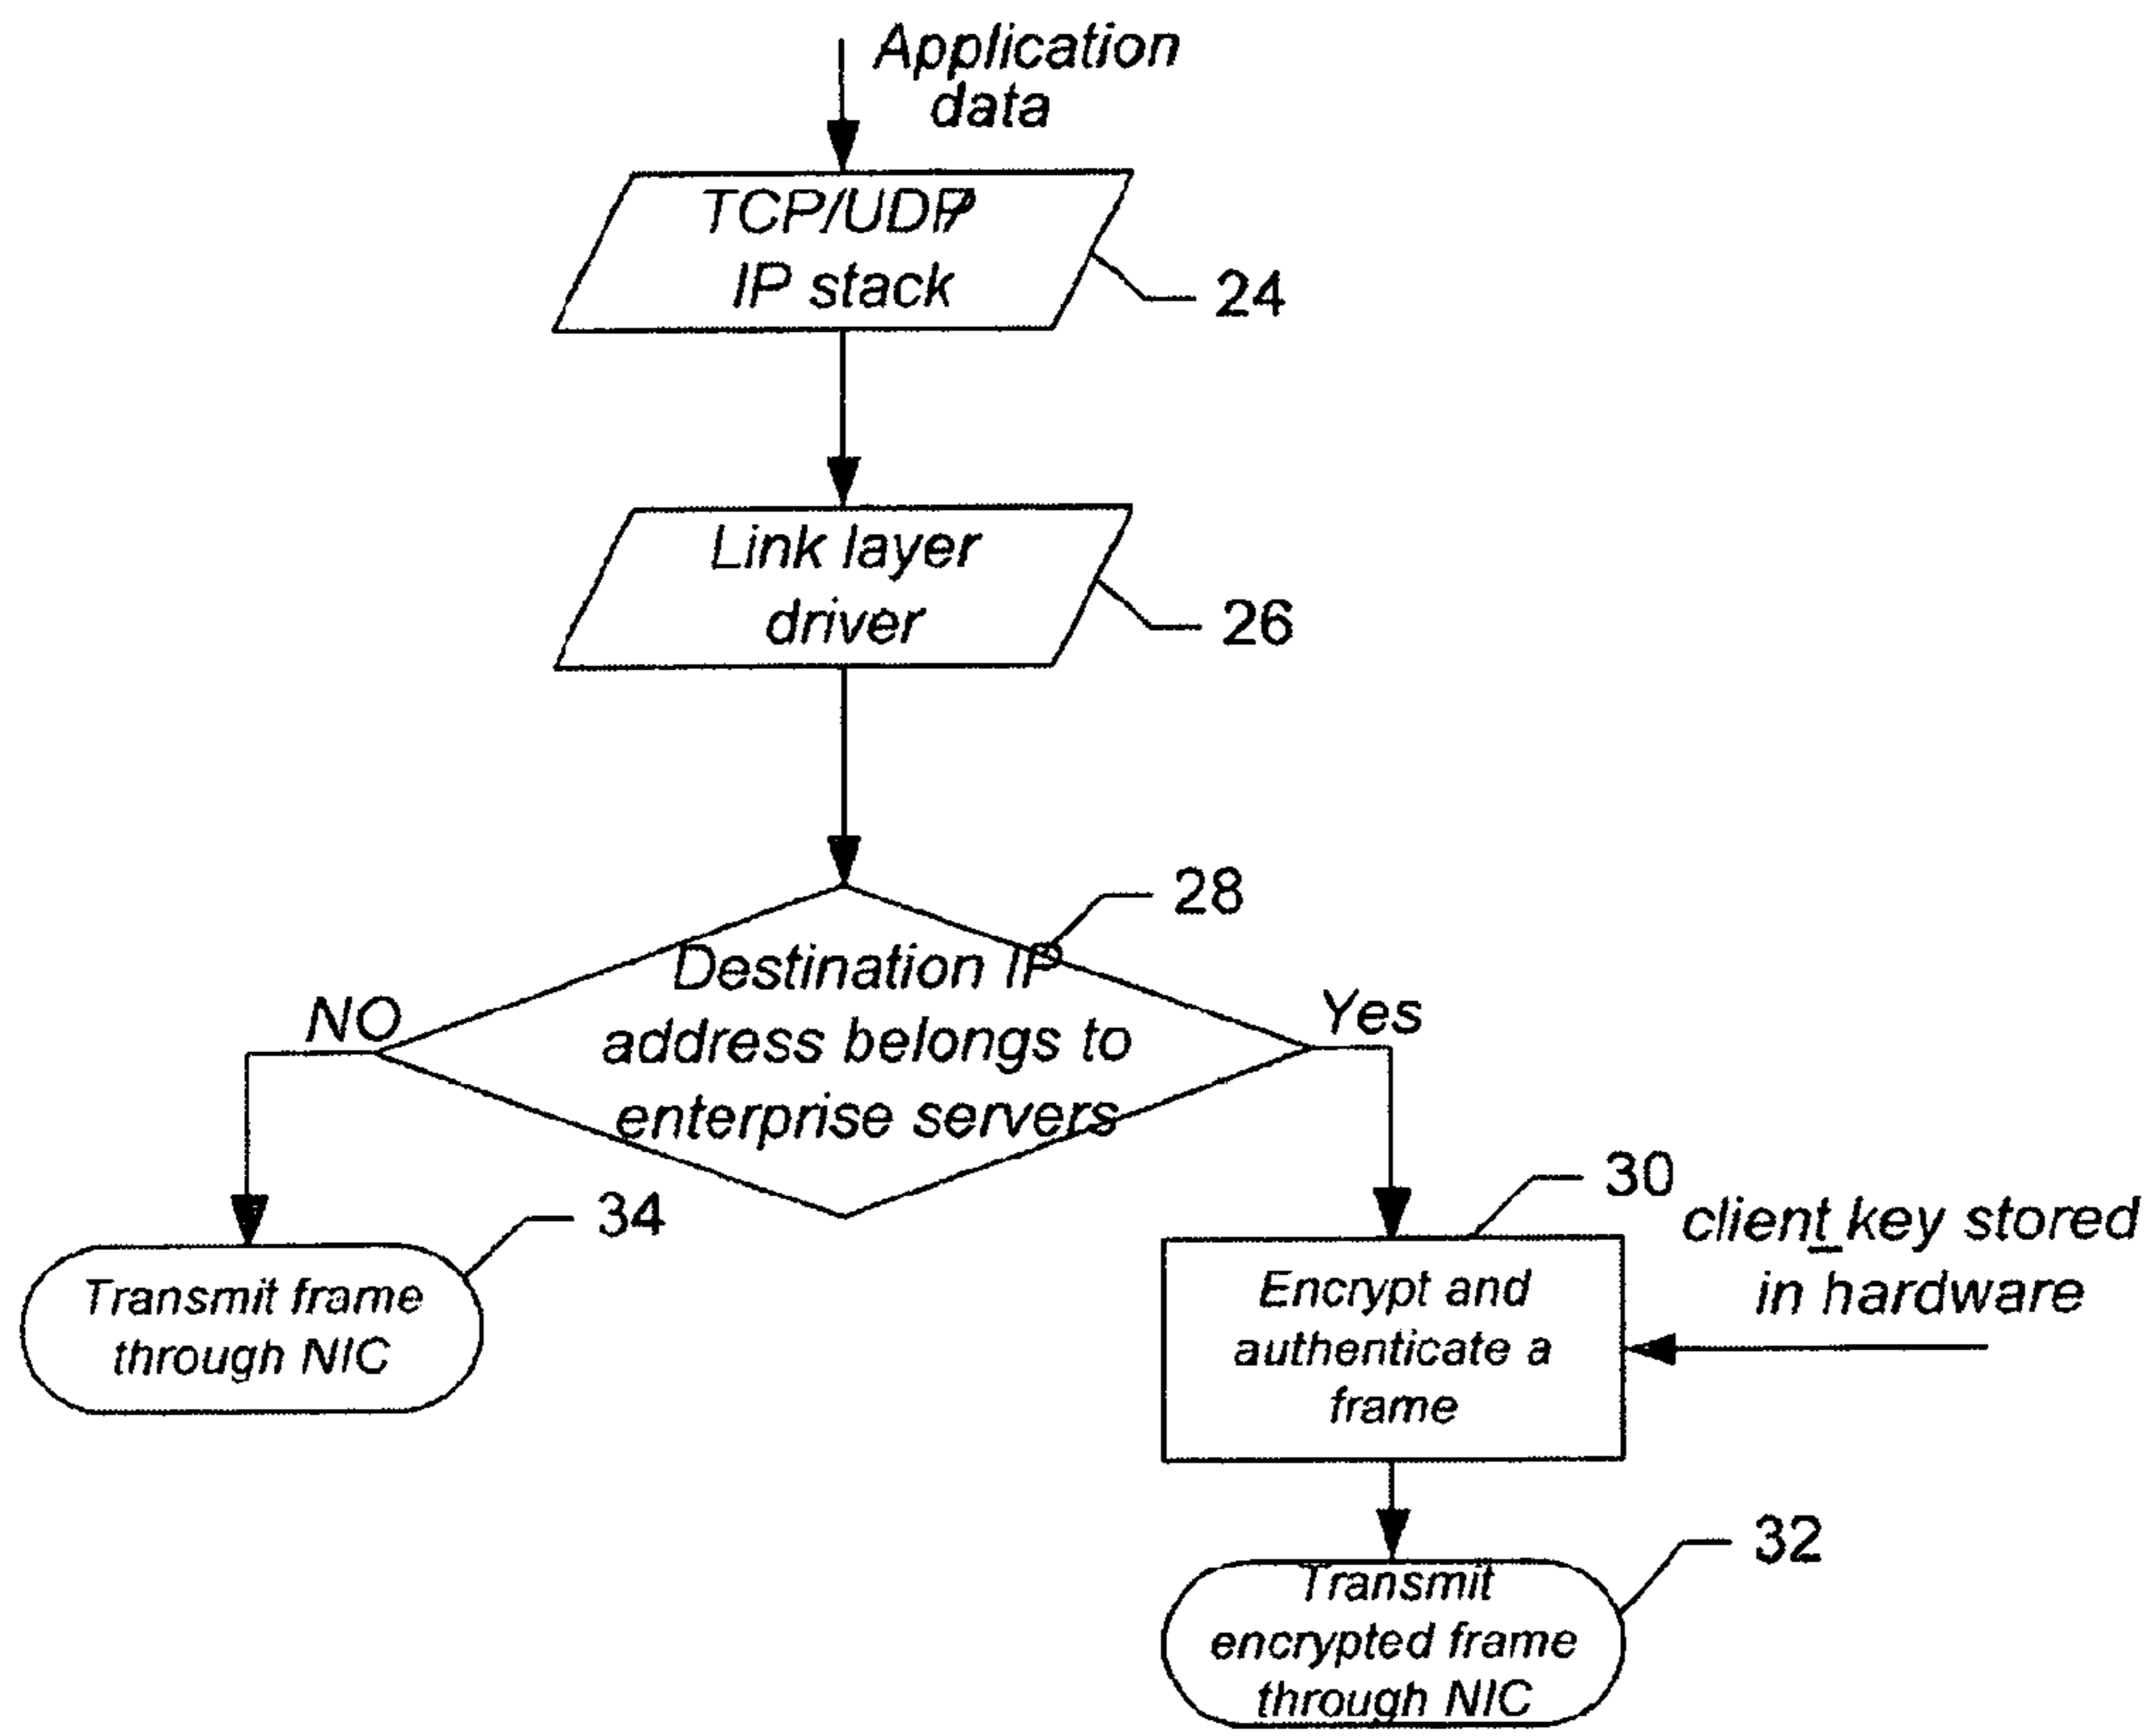 Application
data
TCP/UDP/
IP stack
24
Link layer
driver
26
28
Destination IP
address belongs to
enterprise servers
NO
Yes
34
Transmit frame
through NIC
30
client_key stored
in hardware
Encrypt and
authenticate a
frame
32
Transmit
encrypted frame
through NIC